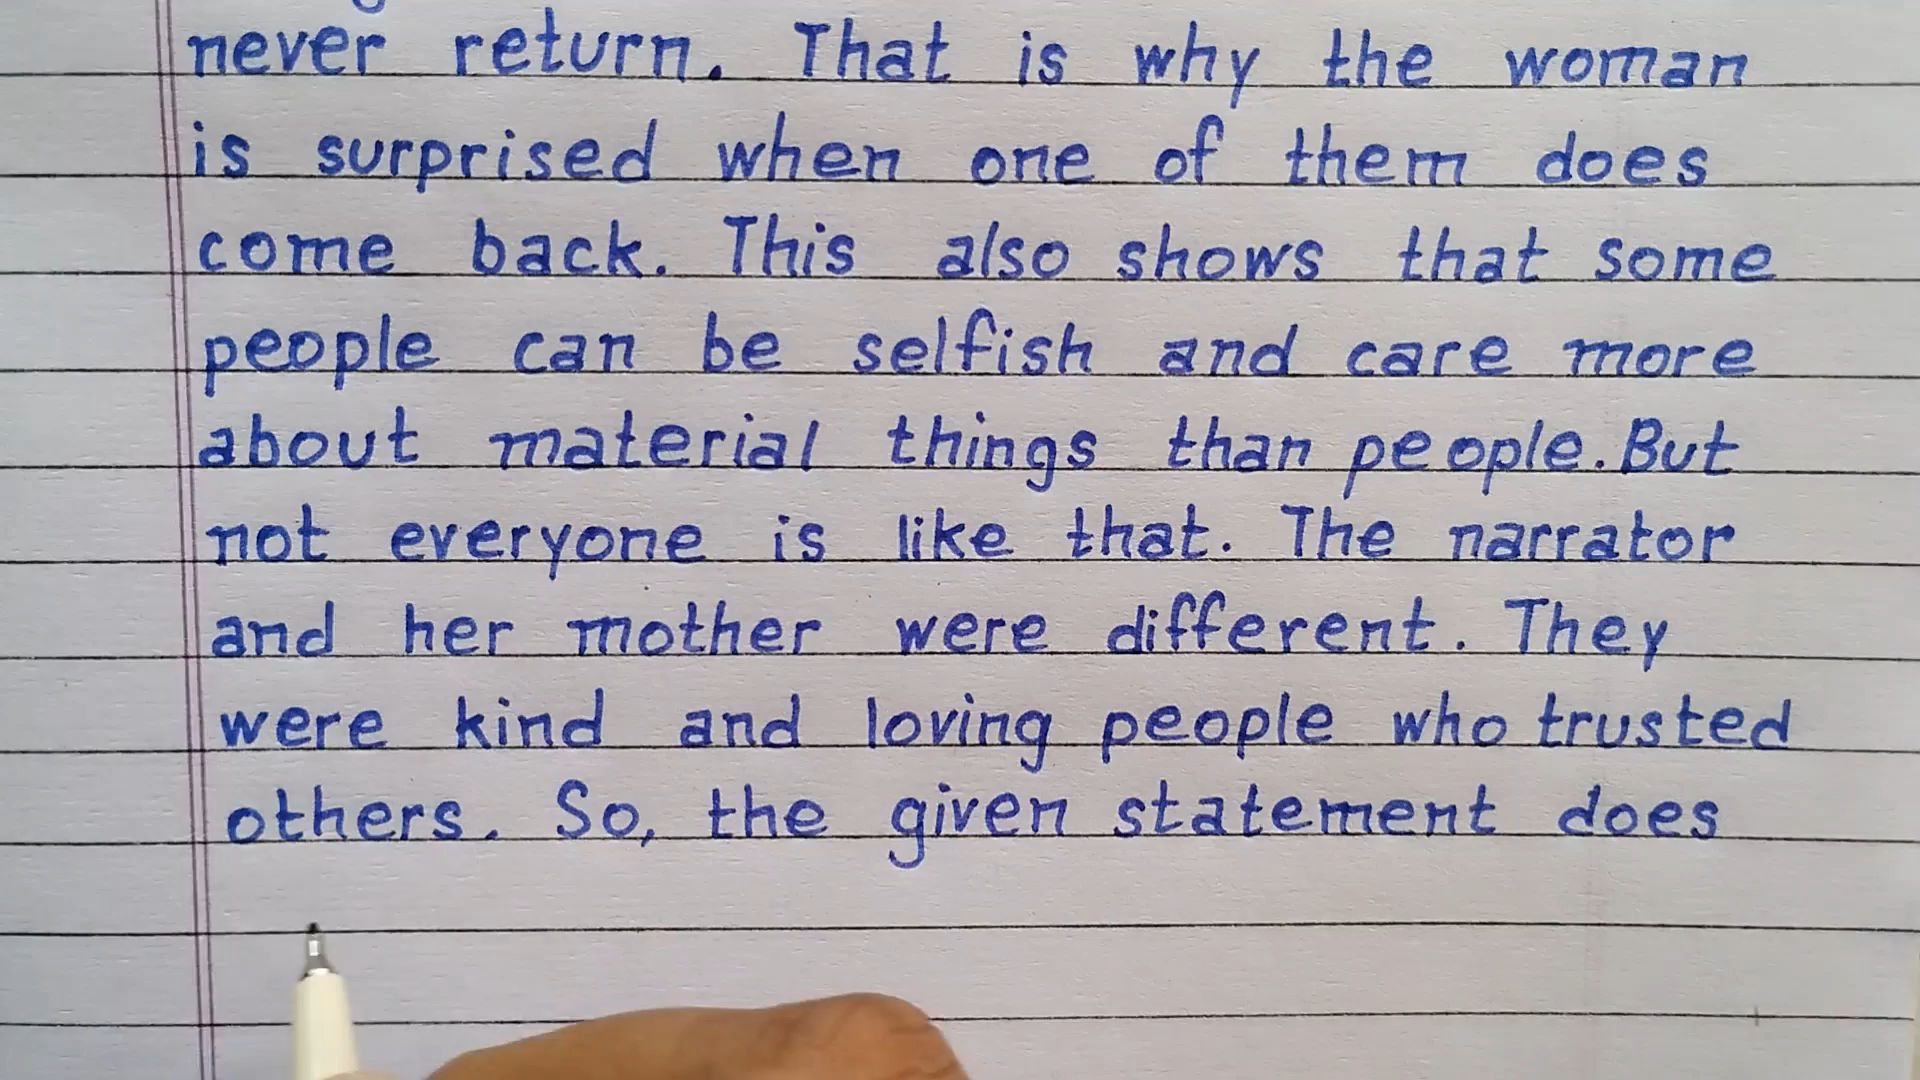 never return. That is why the woman
is surprised when one of them does
come back. This also shows that some
people can be selfish and care more
about material things than people. But
not everyone is like that. The narrator
and her mother were different. They
were kind and loving people who trusted
others. So, the given statement does